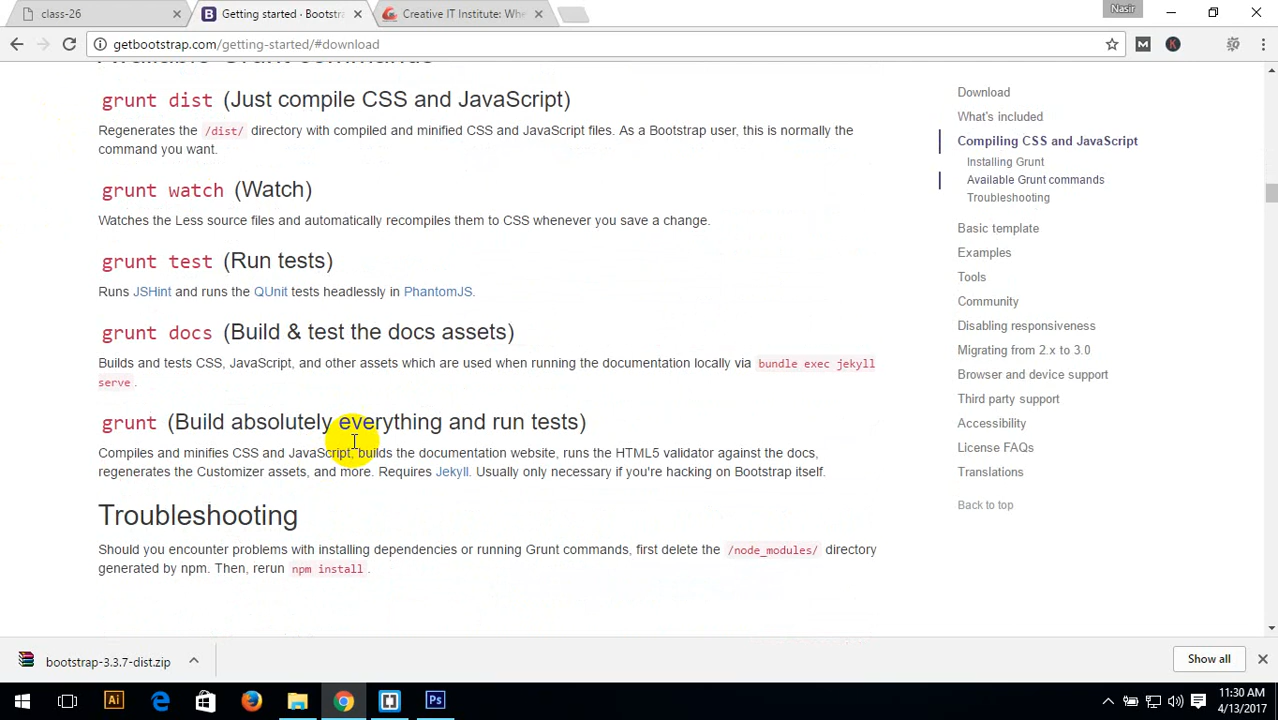 class-26
Getting started · Bootstra
Creative IT Institute: Whe
Nasir
getbootstrap.com/getting-started/#download
Available Grunt commands
grunt dist (Just compile CSS and JavaScript)
Regenerates the /dist/ directory with compiled and minified CSS and JavaScript files. As a Bootstrap user, this is normally the
command you want.
grunt watch (Watch)
Watches the Less source files and automatically recompiles them to CSS whenever you save a change.
grunt test (Run tests)
Runs JSHint and runs the QUnit tests headlessly in PhantomJS.
grunt docs (Build & test the docs assets)
Builds and tests CSS, JavaScript, and other assets which are used when running the documentation locally via bundle exec jekyll
serve.
grunt (Build absolutely everything and run tests)
Compiles and minifies CSS and JavaScript, builds the documentation website, runs the HTML5 validator against the docs,
regenerates the Customizer assets, and more. Requires Jekyll. Usually only necessary if you're hacking on Bootstrap itself.
Troubleshooting
Should you encounter problems with installing dependencies or running Grunt commands, first delete the /node_modules/ directory
generated by npm. Then, rerun npm install.
Download
What's included
Compiling CSS and JavaScript
Installing Grunt
Available Grunt commands
Troubleshooting
Basic template
Examples
Tools
Community
Disabling responsiveness
Migrating from 2.x to 3.0
Browser and device support
Third party support
Accessibility
License FAQs
Translations
Back to top
bootstrap-3.3.7-dist.zip
Show all
11:30 AM
4/13/2017